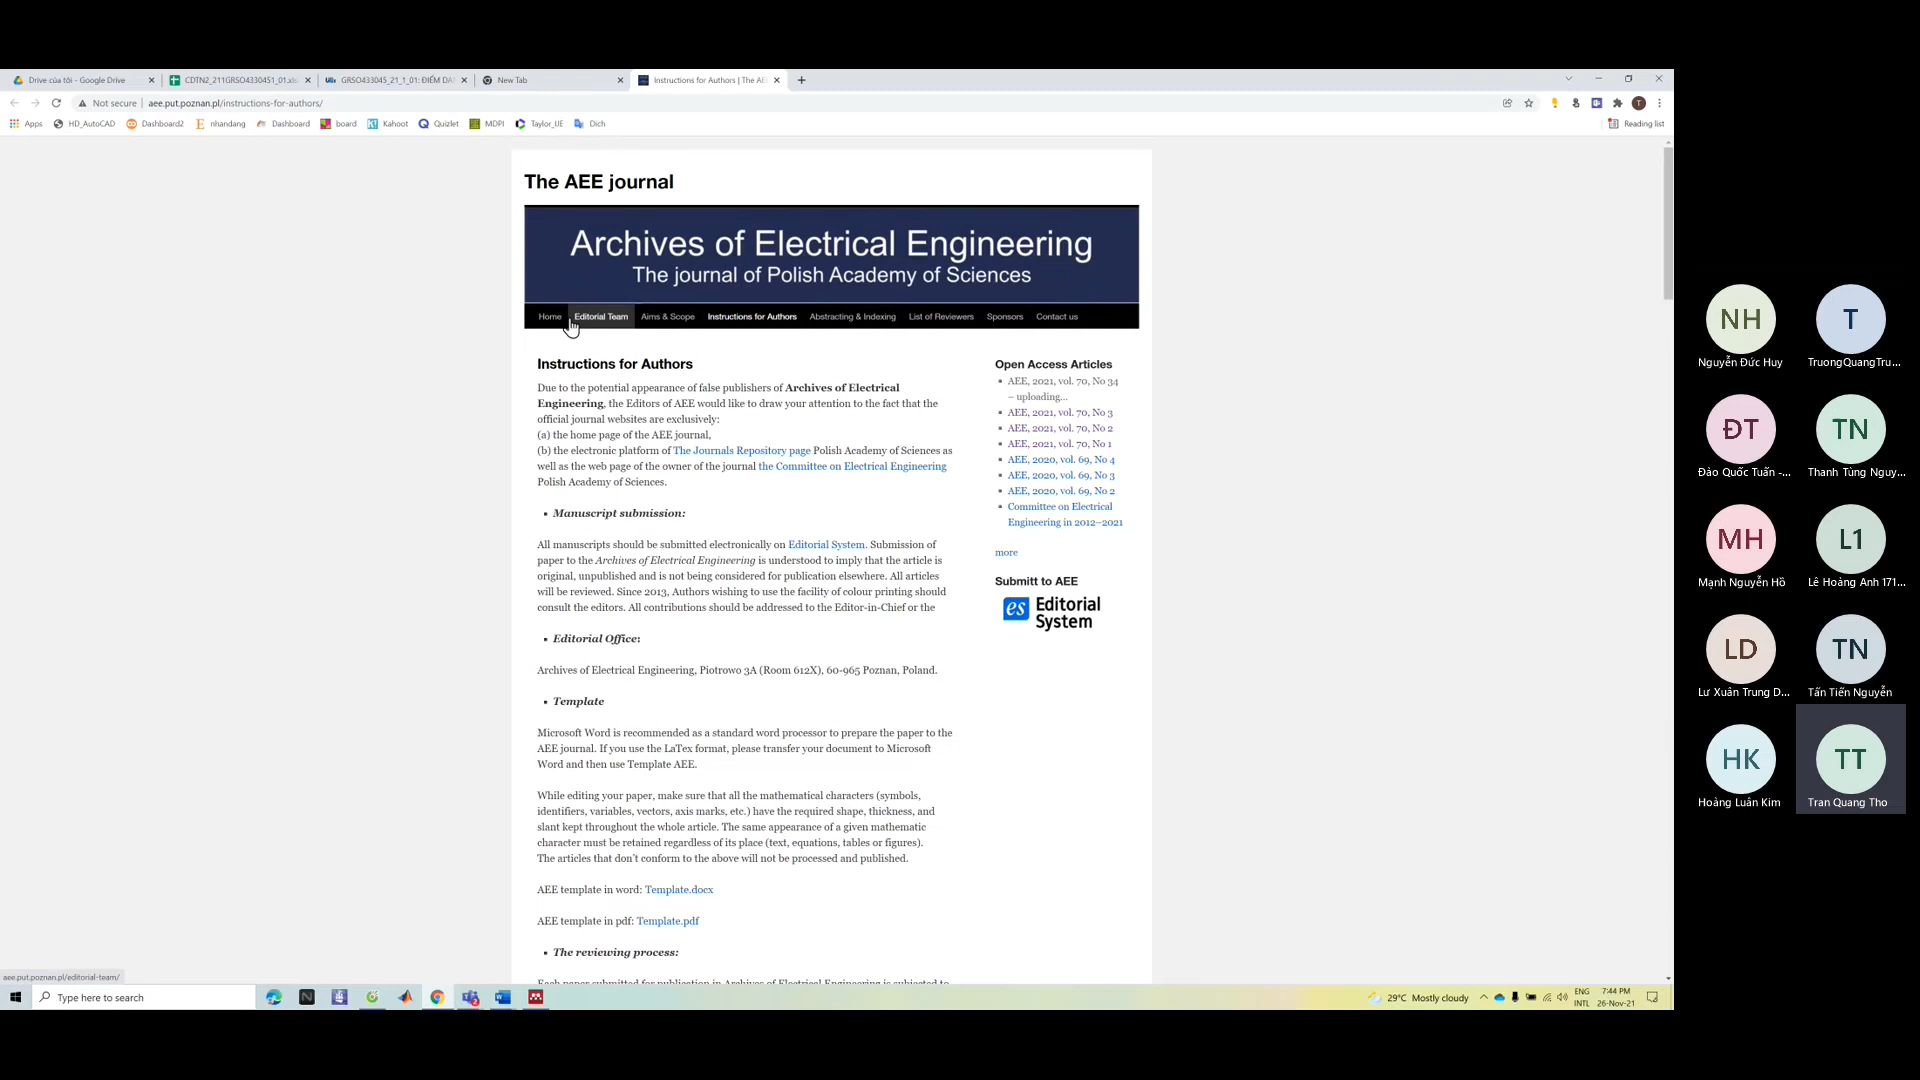 Drive của tôi - Google Drive
CDTN2_211GRSO4330451_01.xls
GRSO433045_21_1_01: ĐIỂM DA
New Tab
Instructions for Authors | The AE
Not secure
aee.put.poznan.pl/instructions-for-authors/
Apps
HD_AutoCAD
Dashboard2
nhandang
Dashboard
board
Kahoot
Quizlet
MDPI
Taylor_IJE
Dich
Reading list
The AEE journal
Archives of Electrical Engineering
The journal of Polish Academy of Sciences
Home
Editorial Team
Aims & Scope
Instructions for Authors
Abstracting & Indexing
List of Reviewers
Sponsors
Contact us
Instructions for Authors
Due to the potential appearance of false publishers of Archives of Electrical
Engineering, the Editors of AEE would like to draw your attention to the fact that the
official journal websites are exclusively:
(a) the home page of the AEE journal,
(b) the electronic platform of The Journals Repository page Polish Academy of Sciences as
well as the web page of the owner of the journal the Committee on Electrical Engineering
Polish Academy of Sciences.
Manuscript submission:
All manuscripts should be submitted electronically on Editorial System. Submission of
paper to the Archives of Electrical Engineering is understood to imply that the article is
original, unpublished and is not being considered for publication elsewhere. All articles
will be reviewed. Since 2013, Authors wishing to use the facility of colour printing should
consult the editors. All contributions should be addressed to the Editor-in-Chief or the
Editorial Office:
Archives of Electrical Engineering, Piotrowo 3A (Room 612X), 60-965 Poznan, Poland.
Template
Microsoft Word is recommended as a standard word processor to prepare the paper to the
AEE journal. If you use the LaTex format, please transfer your document to Microsoft
Word and then use Template AEE.
While editing your paper, make sure that all the mathematical characters (symbols,
identifiers, variables, vectors, axis marks, etc.) have the required shape, thickness, and
slant kept throughout the whole article. The same appearance of a given mathematic
character must be retained regardless of its place (text, equations, tables or figures).
The articles that don't conform to the above will not be processed and published.
AEE template in word: Template.docx
AEE template in pdf: Template.pdf
The reviewing process:
Each paper submitted for publication in Archives of Electrical Engineering is subjected to
Open Access Articles
AEE, 2021, vol. 70, No 34
– uploading...
AEE, 2021, vol. 70, No 3
AEE, 2021, vol. 70, No 2
AEE, 2021, vol. 70, No 1
AEE, 2020, vol. 69, No 4
AEE, 2020, vol. 69, No 3
AEE, 2020, vol. 69, No 2
Committee on Electrical
Engineering in 2012–2021
more
Submitt to AEE
es Editorial
System
aee.put.poznan.pl/editorial-team/
Type here to search
29°C Mostly cloudy
ENG
INTL
7:44 PM
26-Nov-21
NH
Nguyễn Đức Huy
T
TruongQuangTru...
ĐT
Đào Quốc Tuấn -...
TN
Thanh Tùng Nguy...
MH
Mạnh Nguyễn Hồ
L1
Lê Hoàng Anh 171...
LD
Lư Xuân Trung D...
TN
Tấn Tiến Nguyễn
HK
Hoàng Luân Kim
TT
Tran Quang Tho